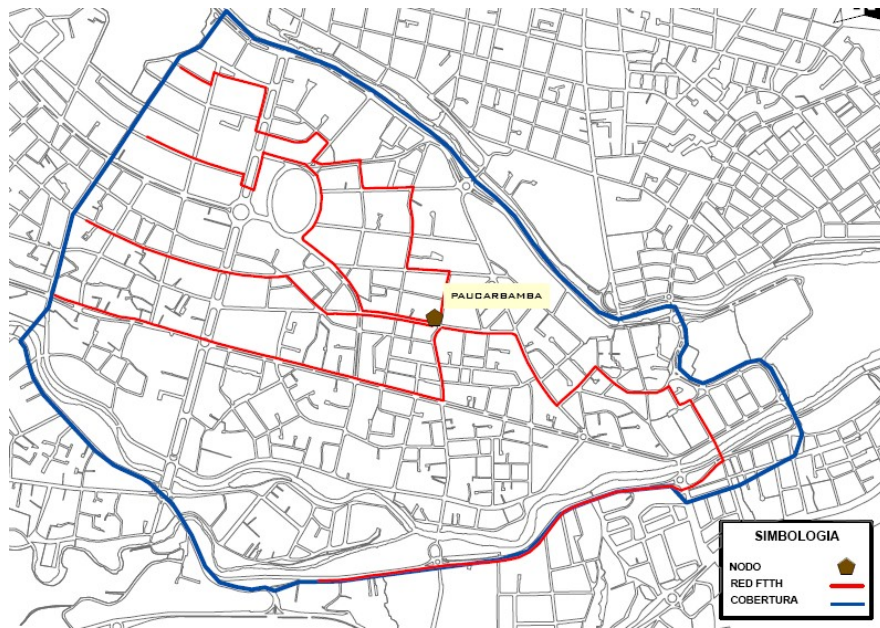 PAUCARBAMBA
SIMBOLOGIA
NODO
RED FTTH
COBERTURA